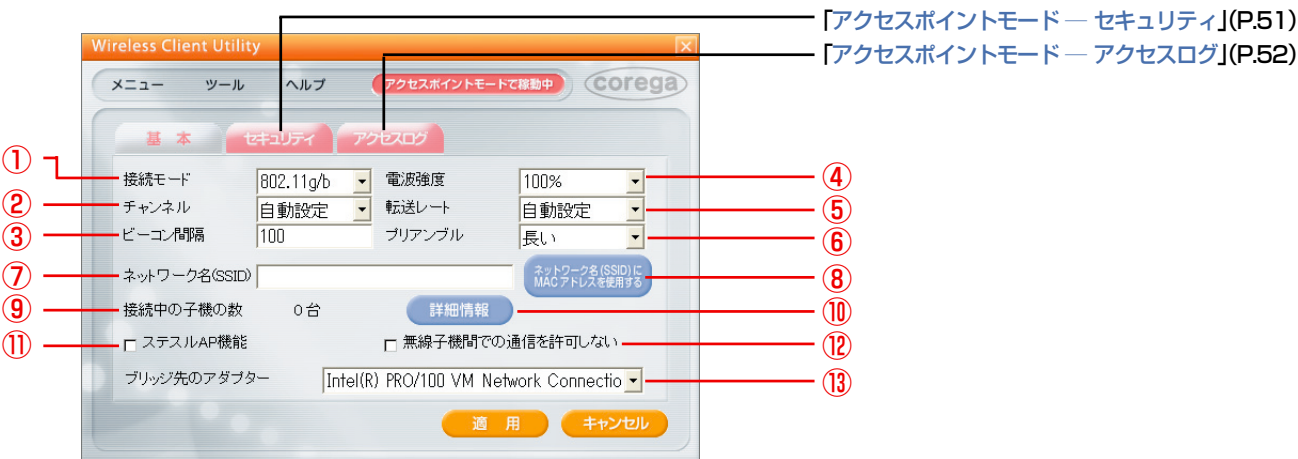 「アクセスポイントモード ― セキュリティ」(P.51)
「アクセスポイントモード ― アクセスログ」(P.52)
Wireless Client Utility
メニュー ツール ヘルプ アクセスポイントモードで稼動中 corega
基本 セキュリティ アクセスログ
① 接続モード 802.11g/b 電波強度 100% ④
② チャンネル 自動設定 転送レート 自動設定 ⑤
③ ビーコン間隔 100 プリアンブル 長い ⑥
⑦ ネットワーク名(SSID) ネットワーク名(SSID)に
MACアドレスを使用する ⑧
⑨ 接続中の子機の数 0台 詳細情報 ⑩
⑪ ステスルAP機能 無線子機間での通信を許可しない ⑫
ブリッジ先のアダプター Intel(R) PRO/100 VM Network Connectio ⑬
適用 キャンセル